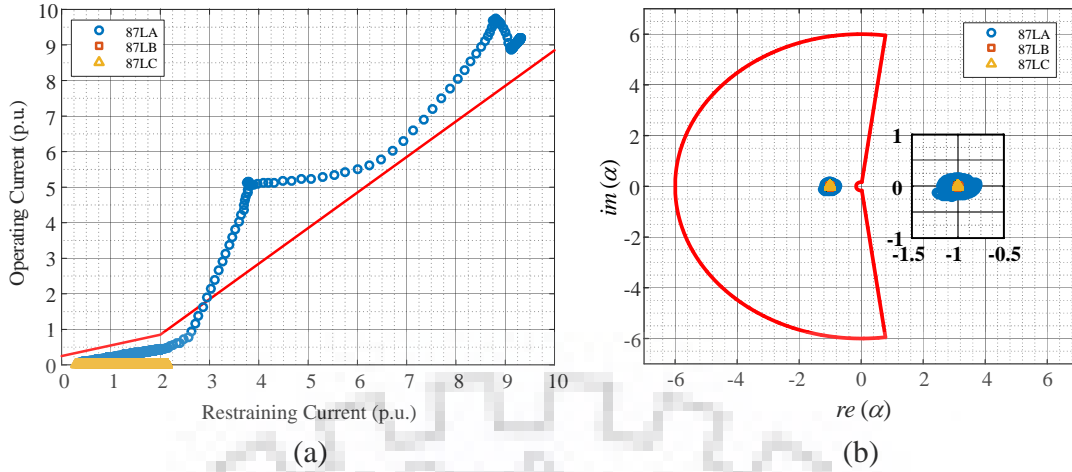 10
9
8
7
6
5
4
3
2
1
0
Operating Current (p.u.)
87LA
87LB
87LC
0 1 2 3 4 5 6 7 8 9 10
Restraining Current (p.u.)
(a)
6
4
2
0
-2
-4
-6
im (α)
87LA
87LB
87LC
1
0
-1
-1.5 -1 -0.5
-6 -4 -2 0 2 4 6
re (α)
(b)